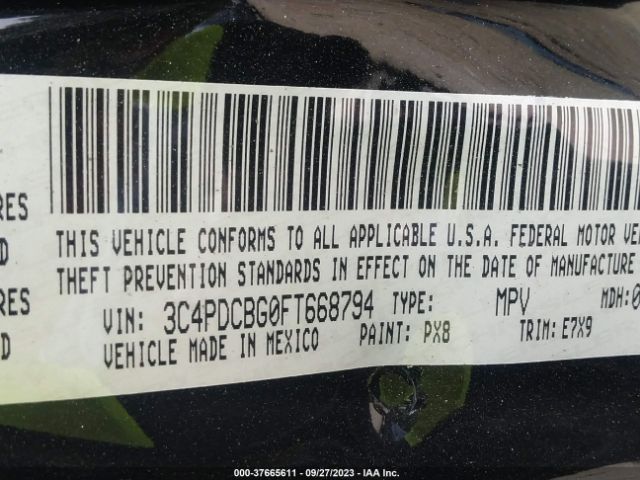 RES
D
RES
D
THIS VEHICLE CONFORMS TO ALL APPLICABLE U.S.A. FEDERAL MOTOR VE
THEFT PREVENTION STANDARDS IN EFFECT ON THE DATE OF MANUFACTURE
VIN: 3C4PDCBG0FT668794 TYPE: MPV MDH:0
VEHICLE MADE IN MEXICO PAINT: PX8 TRIM: E7X9
000-37665611 - 09/27/2023 - IAA Inc.